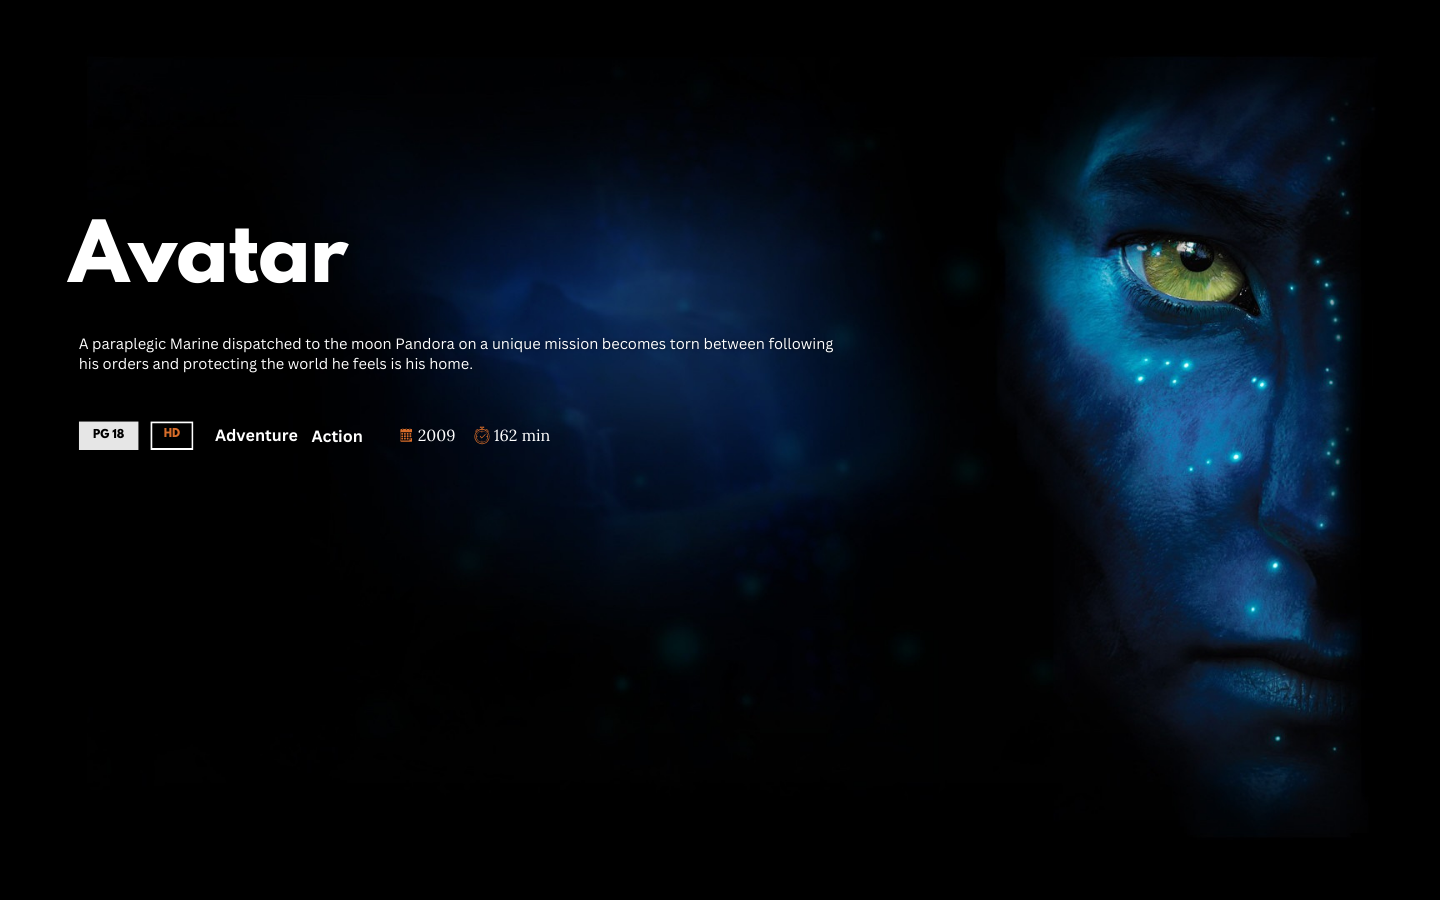 Avatar
A paraplegic Marine dispatched to the moon Pandora on a unique mission becomes torn between following
his orders and protecting the world he feels is his home.
PG 18 HD Adventure Action 2009 162 min